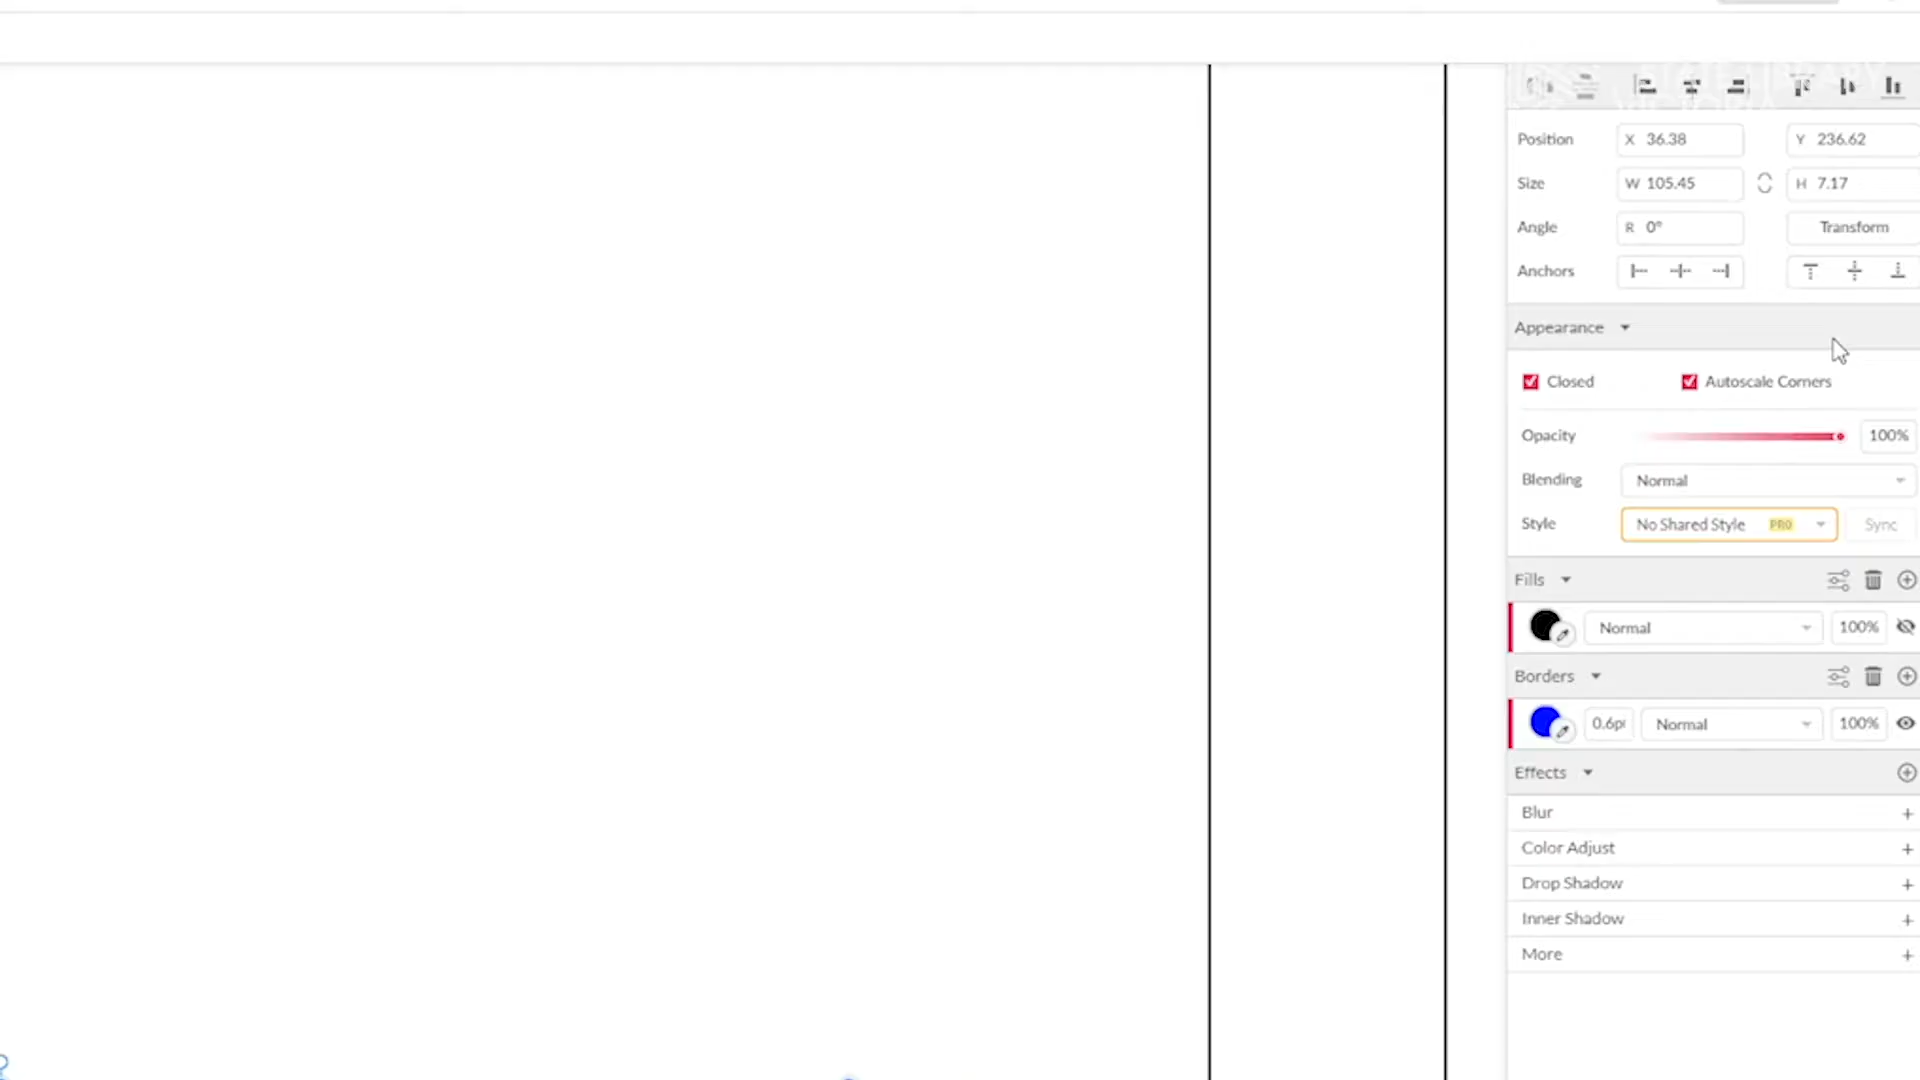 Position X 36.38 Y 236.62
Size W 105.45 H 7.17
Angle R 0° Transform
Anchors
Appearance
Closed Autoscale Corners
Opacity 100%
Blending Normal
Style No Shared Style PRO Sync
Fills
Normal 100%
Borders
0.6p Normal 100%
Effects
Blur +
Color Adjust +
Drop Shadow +
Inner Shadow +
More +